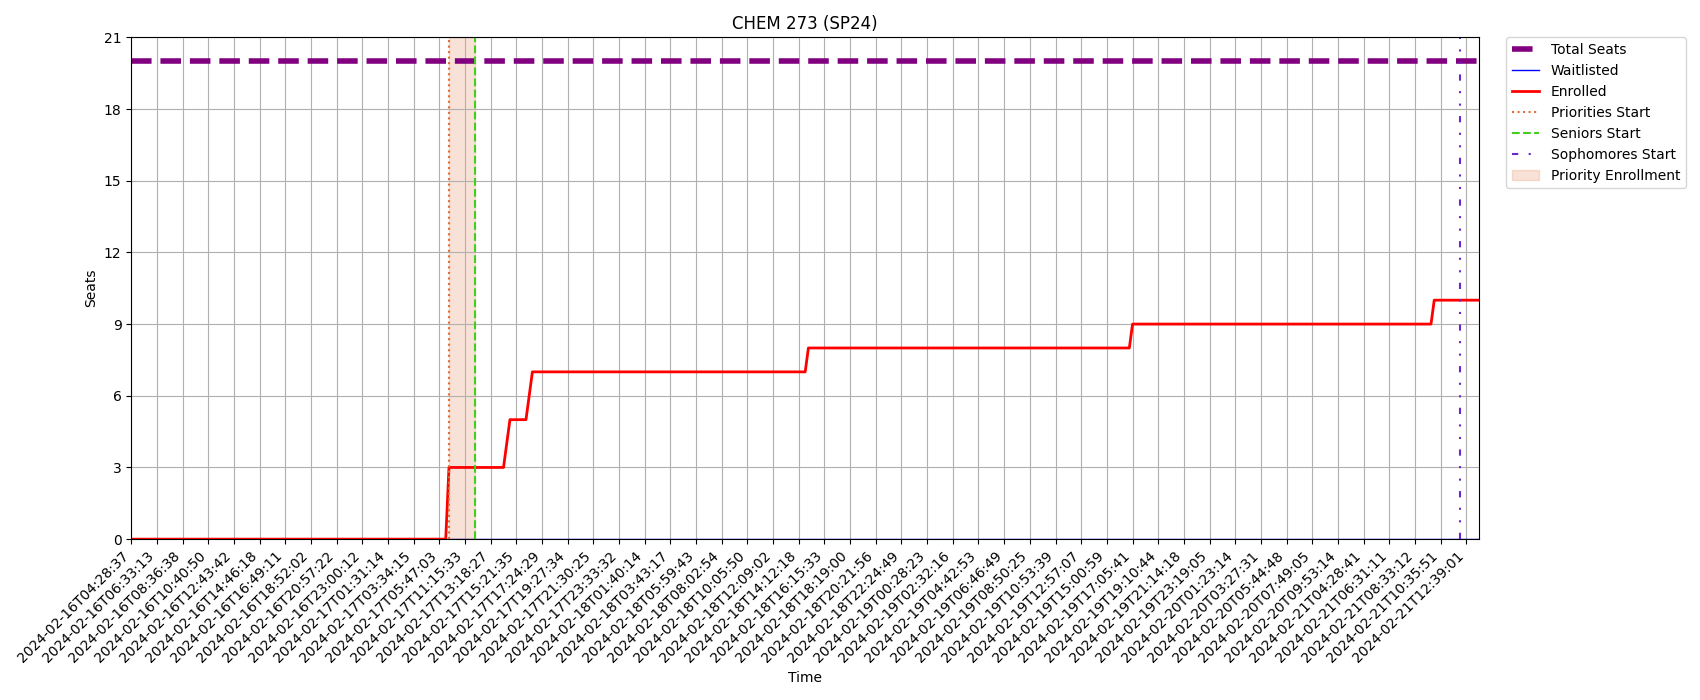 CHEM 273 (SP24)
21
18
15
12
9
6
3
0
Seats
Total Seats
Waitlisted
Enrolled
Priorities Start
Seniors Start
Sophomores Start
Priority Enrollment
2024-02-16T04:28:37
2024-02-16T06:33:13
2024-02-16T08:36:38
2024-02-16T10:40:50
2024-02-16T12:43:42
2024-02-16T14:46:18
2024-02-16T16:49:11
2024-02-16T18:52:02
2024-02-16T20:57:22
2024-02-16T23:00:12
2024-02-17T01:31:14
2024-02-17T03:34:15
2024-02-17T05:47:03
2024-02-17T11:15:33
2024-02-17T13:18:27
2024-02-17T15:21:35
2024-02-17T17:24:29
2024-02-17T19:27:34
2024-02-17T21:30:25
2024-02-17T23:33:32
2024-02-18T01:40:14
2024-02-18T03:43:17
2024-02-18T05:59:43
2024-02-18T08:02:54
2024-02-18T10:05:50
2024-02-18T12:09:02
2024-02-18T14:12:18
2024-02-18T16:15:33
2024-02-18T18:19:00
2024-02-18T20:21:56
2024-02-18T22:24:49
2024-02-19T00:28:23
2024-02-19T02:32:16
2024-02-19T04:42:53
2024-02-19T06:46:49
2024-02-19T08:50:25
2024-02-19T10:53:39
2024-02-19T12:57:07
2024-02-19T15:00:59
2024-02-19T17:05:41
2024-02-19T19:10:44
2024-02-19T21:14:18
2024-02-19T23:19:05
2024-02-20T01:23:14
2024-02-20T03:27:31
2024-02-20T05:44:48
2024-02-20T07:49:05
2024-02-20T09:53:14
2024-02-21T04:28:41
2024-02-21T06:31:11
2024-02-21T08:33:12
2024-02-21T10:35:51
2024-02-21T12:39:01
Time